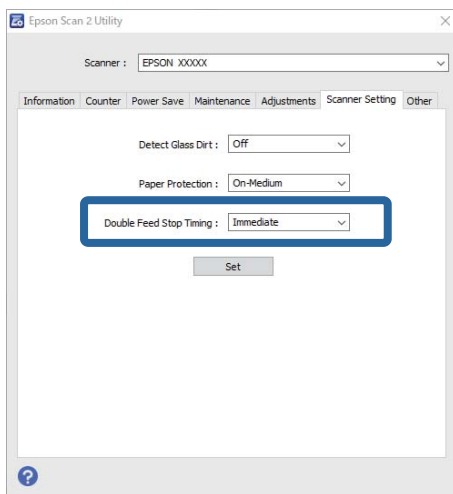 Epson Scan 2 Utility
Scanner : EPSON XXXXX
Information Counter Power Save Maintenance Adjustments Scanner Setting Other
Detect Glass Dirt : Off
Paper Protection : On-Medium
Double Feed Stop Timing : Immediate
Set
?